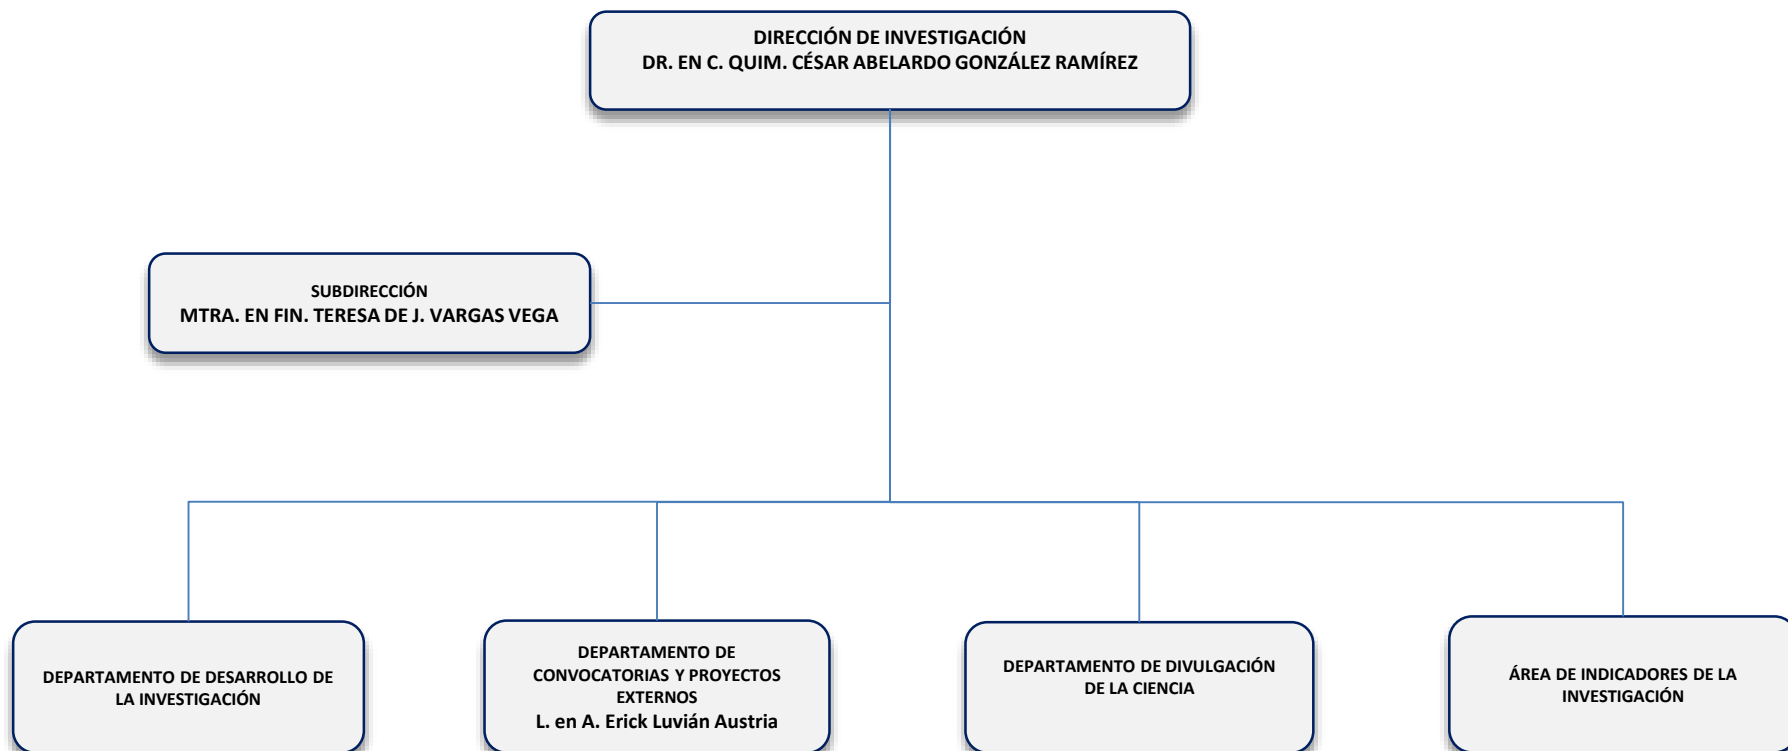 DIRECCIÓN DE INVESTIGACIÓN
DR. EN C. QUIM. CÉSAR ABELARDO GONZÁLEZ RAMÍREZ
SUBDIRECCIÓN
MTRA. EN FIN. TERESA DE J. VARGAS VEGA
DEPARTAMENTO DE DESARROLLO DE
LA INVESTIGACIÓN
DEPARTAMENTO DE
CONVOCATORIAS Y PROYECTOS
EXTERNOS
L. en A. Erick Luvián Austria
DEPARTAMENTO DE DIVULGACIÓN
DE LA CIENCIA
ÁREA DE INDICADORES DE LA
INVESTIGACIÓN